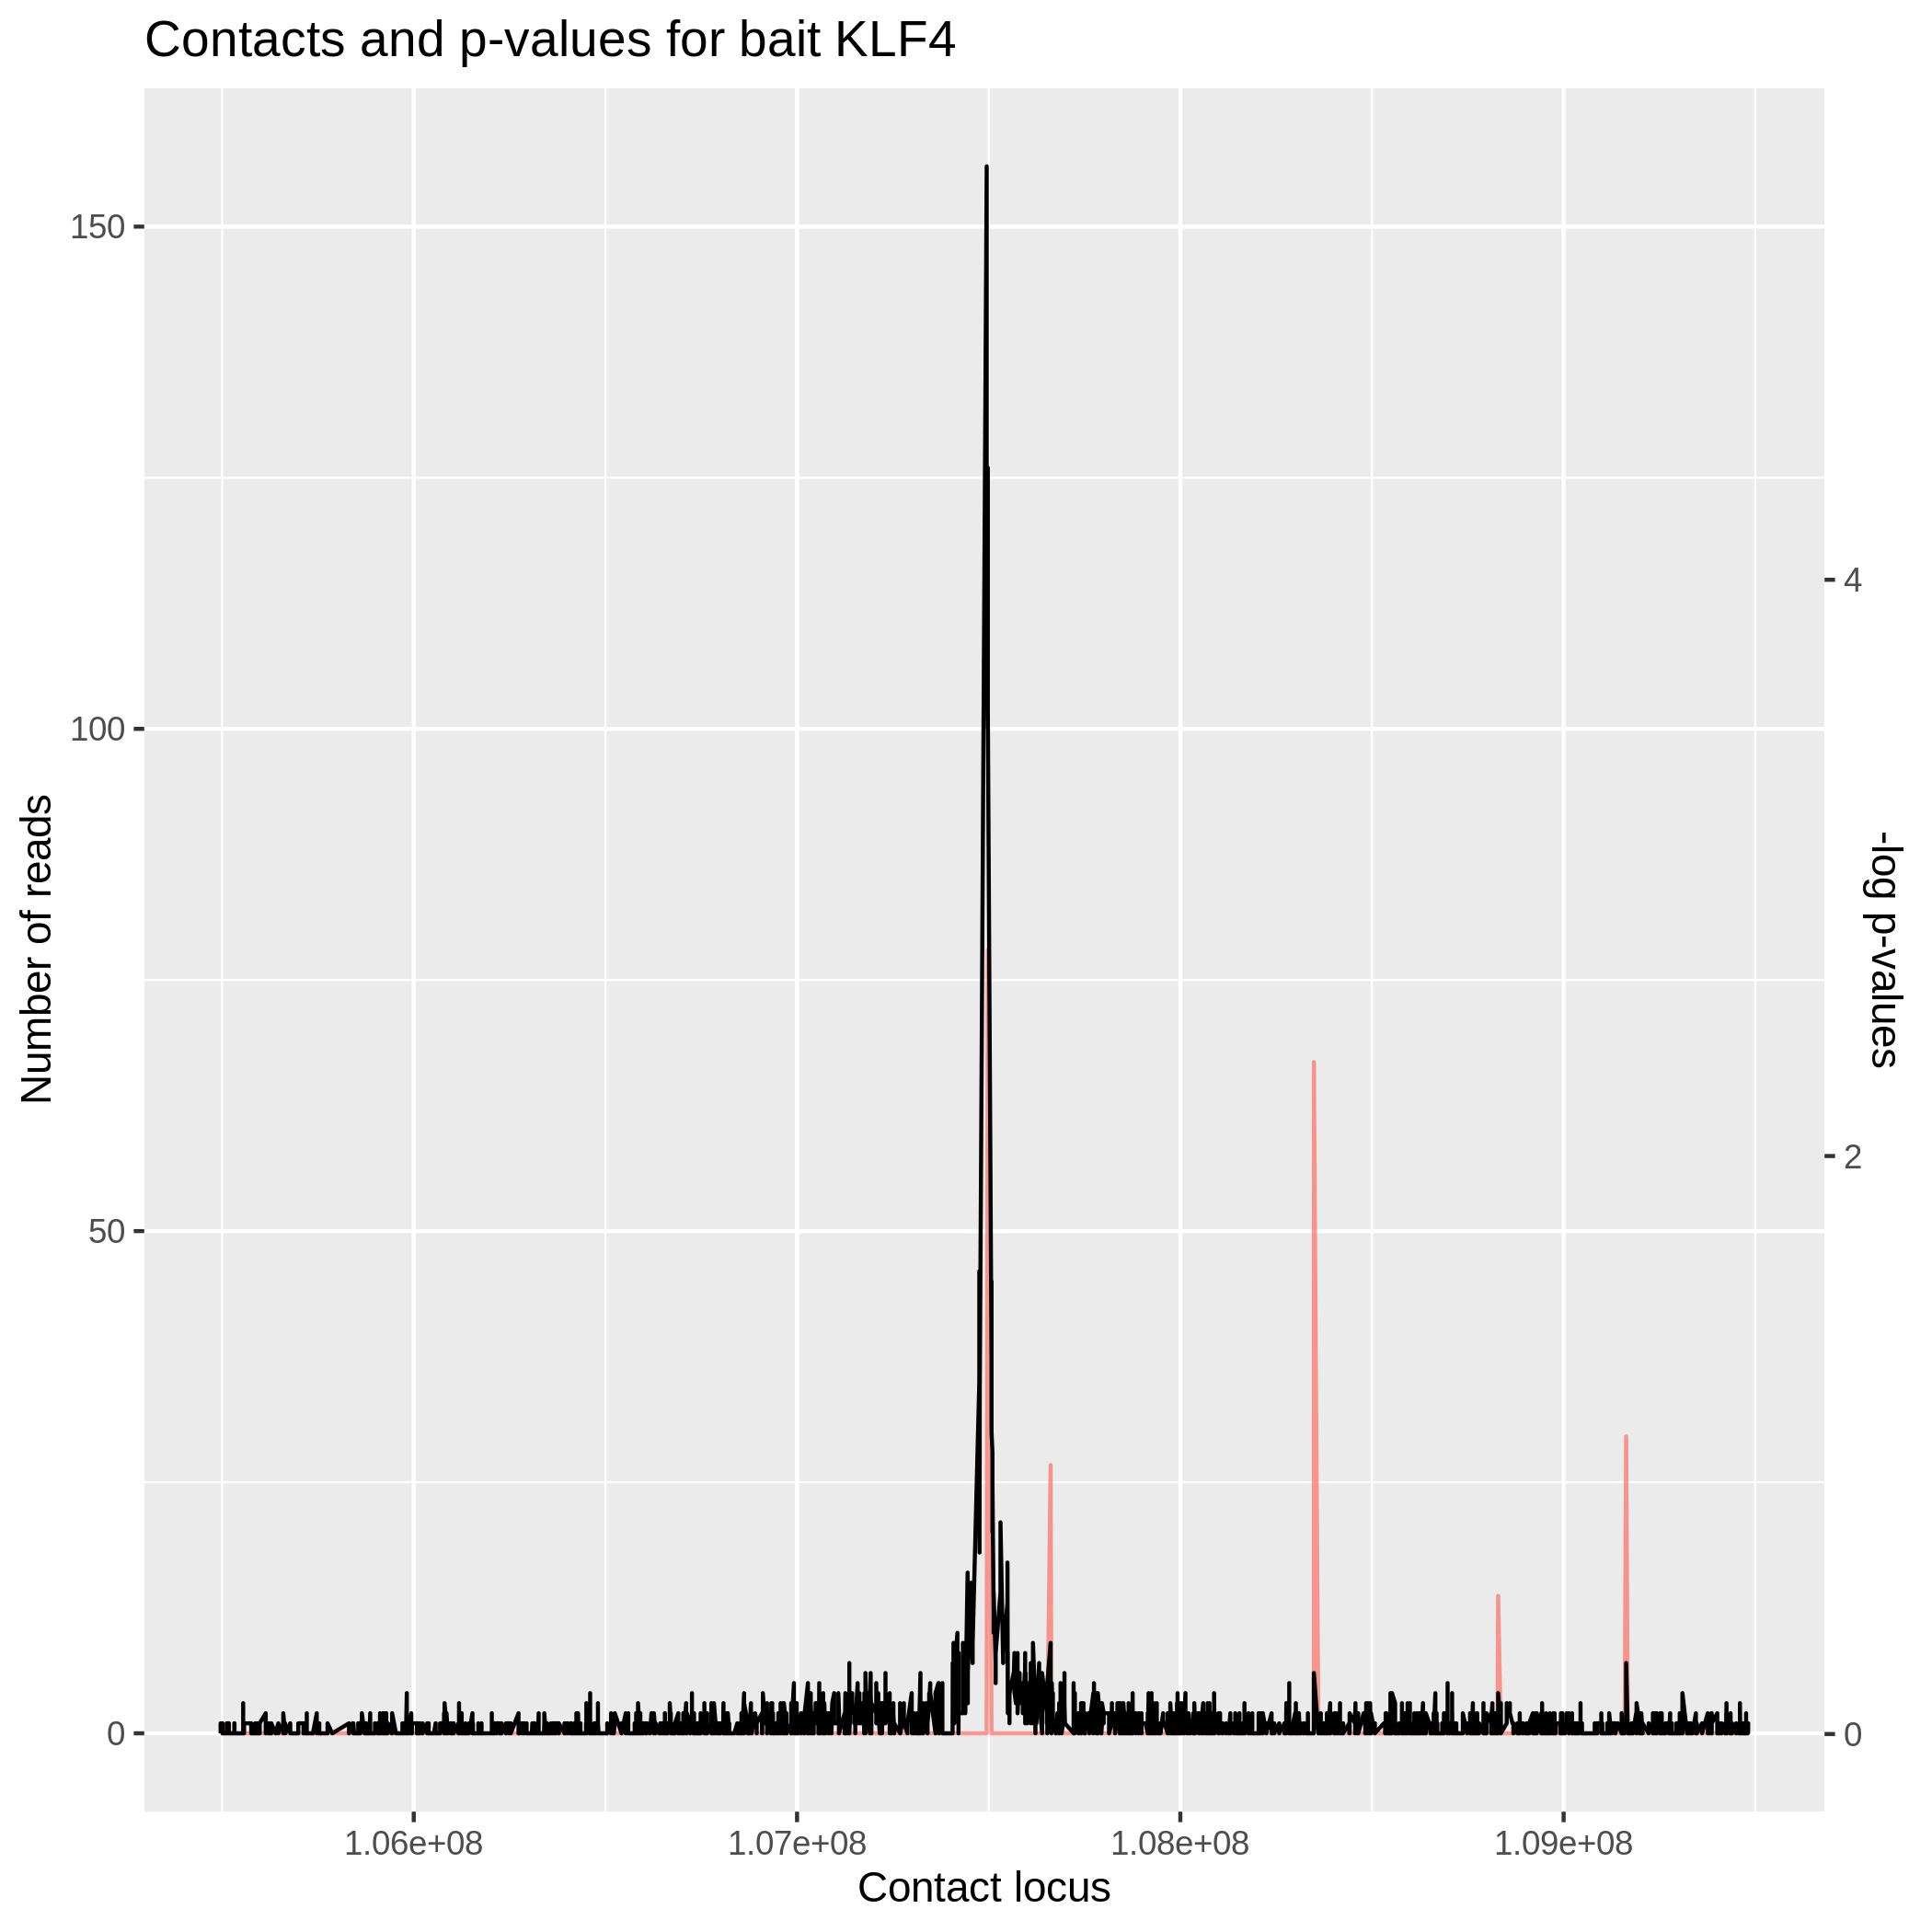 Contacts and p-values for bait KLF4
150
100
50
0
Number of reads
4
2
0
-log p-values
1.06e+08
1.07e+08
1.08e+08
1.09e+08
Contact locus